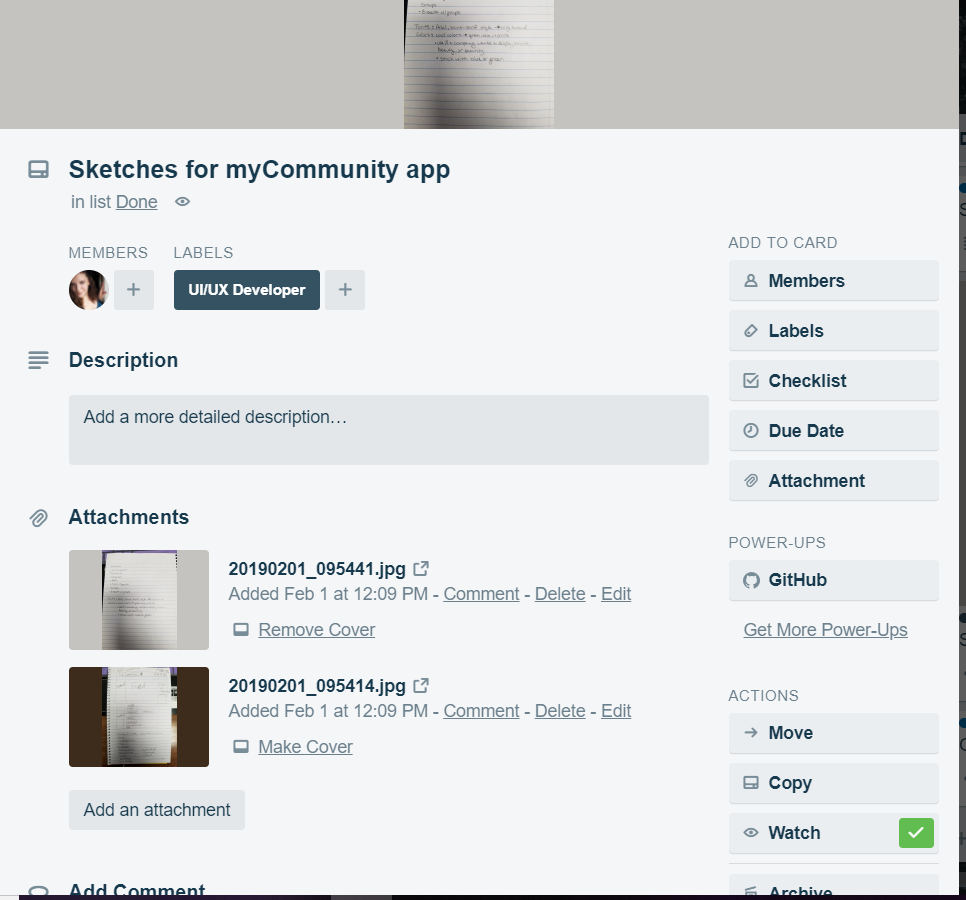 Sketches for myCommunity app
in list Done
MEMBERS
LABELS
+
UI/UX Developer
+
Description
Add a more detailed description…
Attachments
20190201_095441.jpg
Added Feb 1 at 12:09 PM - Comment - Delete - Edit
Remove Cover
20190201_095414.jpg
Added Feb 1 at 12:09 PM - Comment - Delete - Edit
Make Cover
Add an attachment
Add Comment
ADD TO CARD
Members
Labels
Checklist
Due Date
Attachment
POWER-UPS
GitHub
Get More Power-Ups
ACTIONS
Move
Copy
Watch
Archive